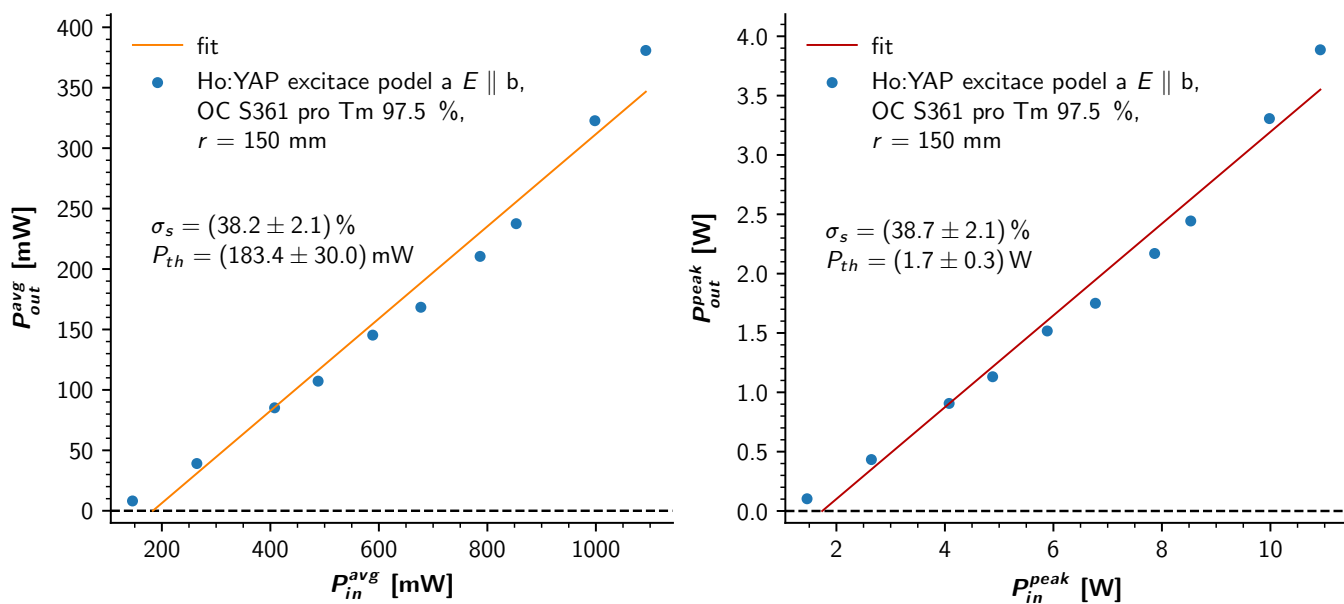 fit
Ho:YAP excitace podel a E ∥ b,
OC S361 pro Tm 97.5 %,
r = 150 mm
σₛ = (38.2 ± 2.1) %
Pₜₕ = (183.4 ± 30.0) mW
P_out^avg [mW]
400
350
300
250
200
150
100
50
0
200 400 600 800 1000
P_in^avg [mW]
fit
Ho:YAP excitace podel a E ∥ b,
OC S361 pro Tm 97.5 %,
r = 150 mm
σₛ = (38.7 ± 2.1) %
Pₜₕ = (1.7 ± 0.3) W
P_out^peak [W]
4.0
3.5
3.0
2.5
2.0
1.5
1.0
0.5
0.0
2 4 6 8 10
P_in^peak [W]